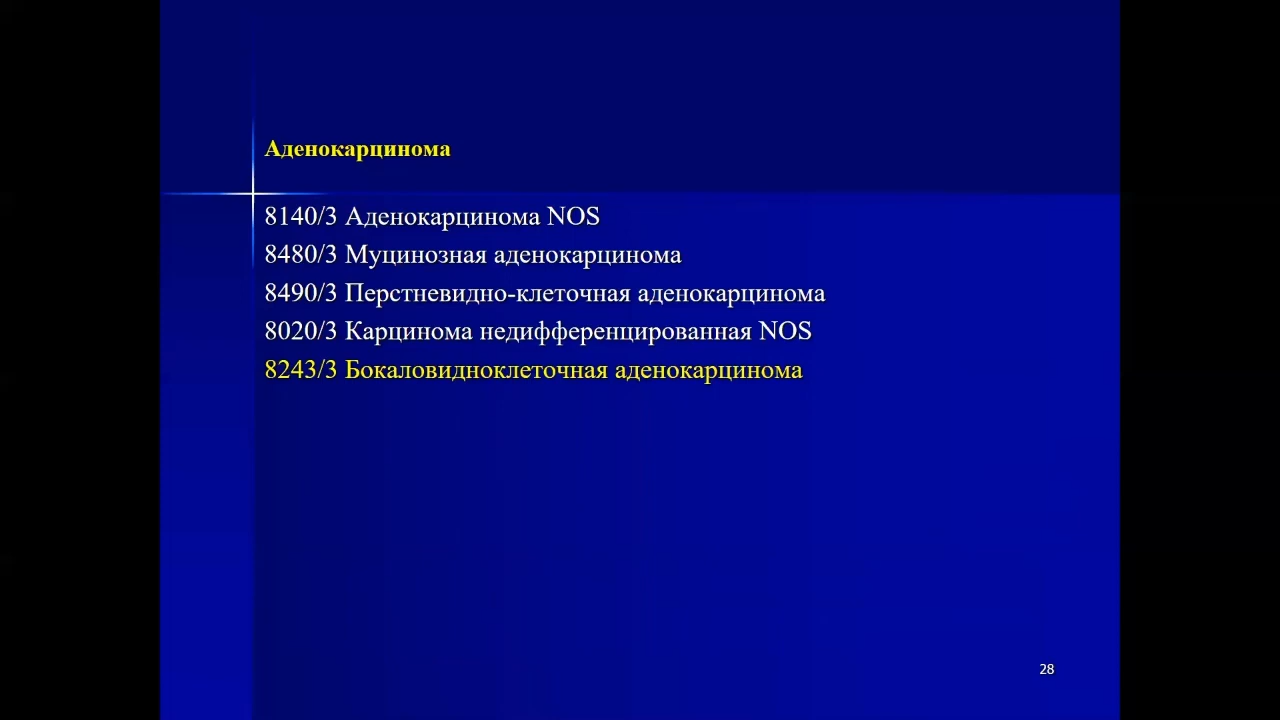 Аденокарцинома
8140/3 Аденокарцинома NOS
8480/3 Муцинозная аденокарцинома
8490/3 Перстневидно-клеточная аденокарцинома
8020/3 Карцинома недифференцированная NOS
8243/3 Бокаловидноклеточная аденокарцинома
28